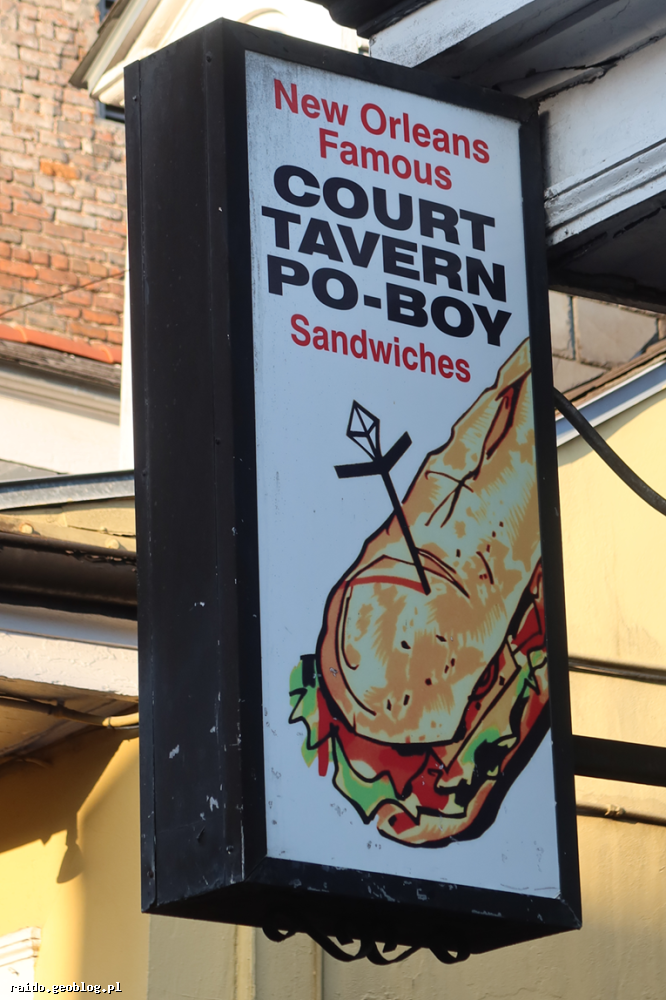 New Orleans
Famous
COURT
TAVERN
PO-BOY
Sandwiches
raido.geoblog.pl